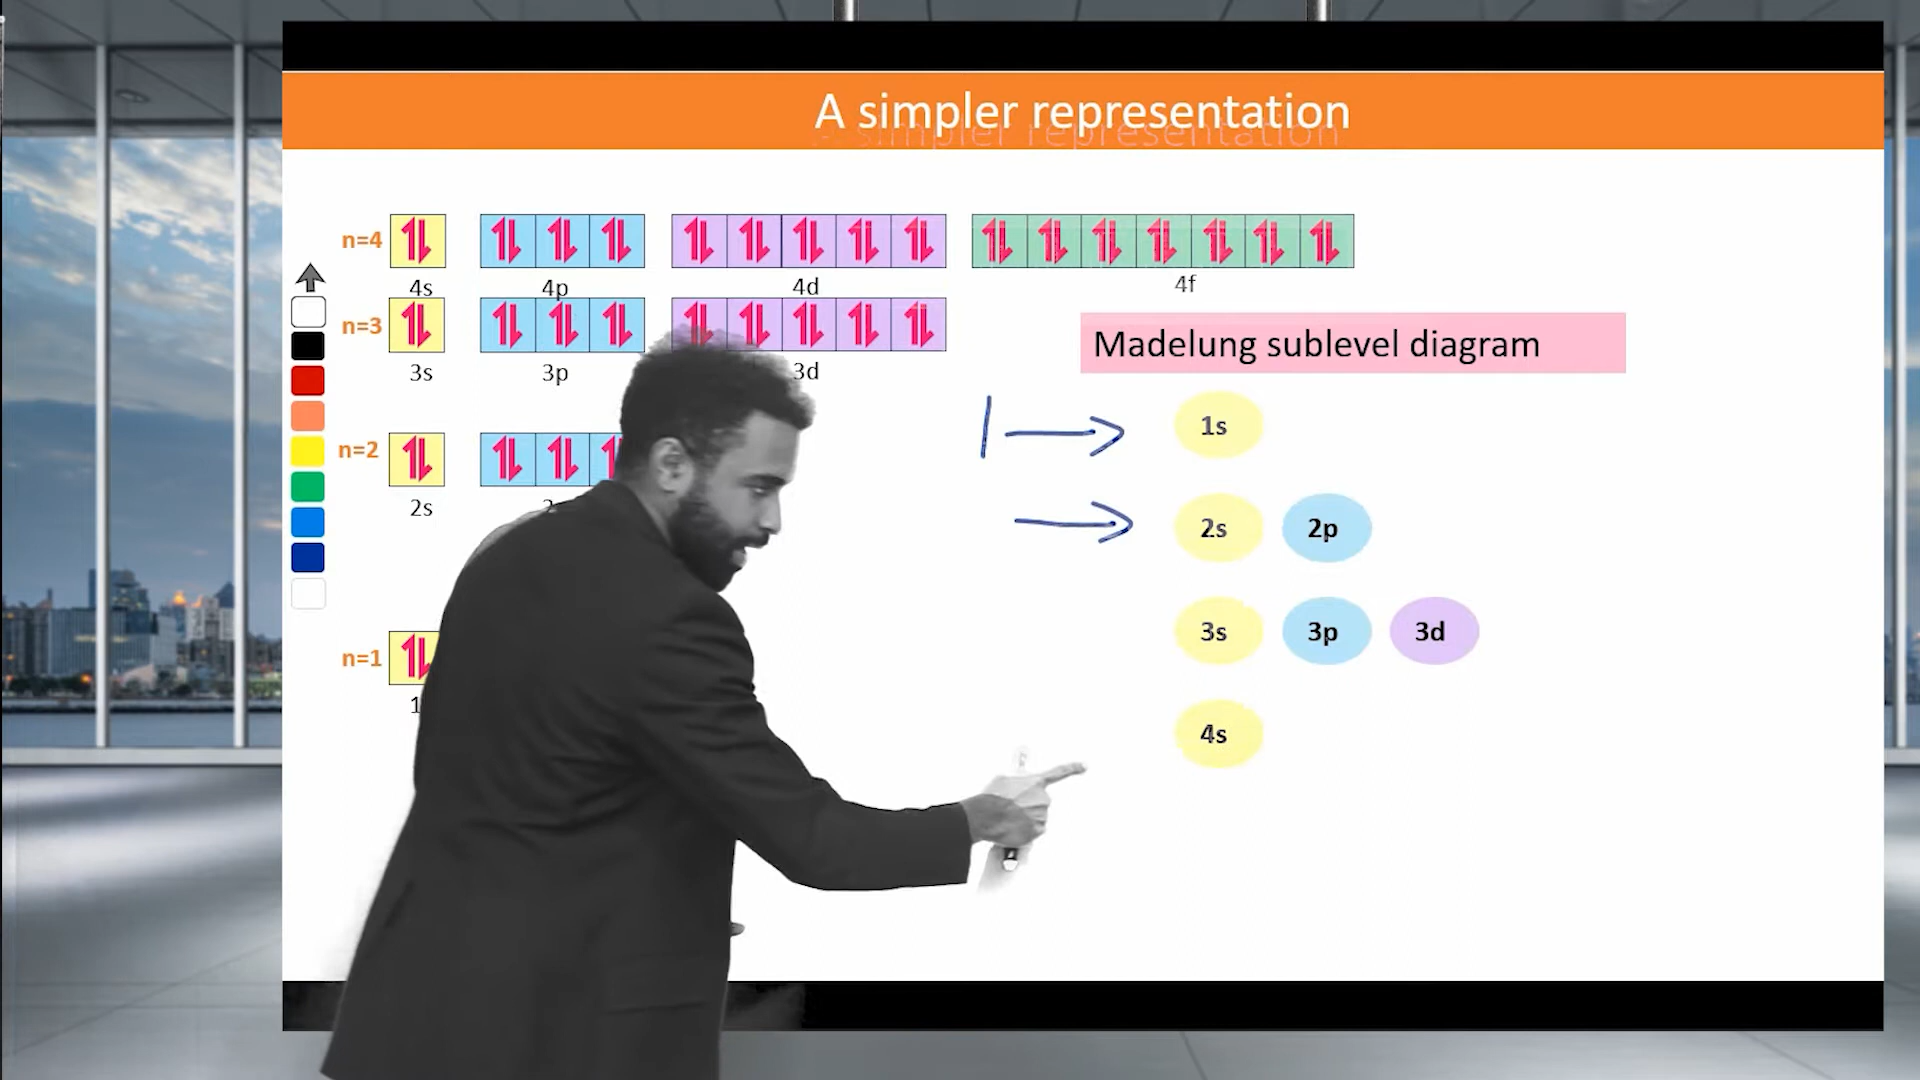 A simpler representation
n=4
4s 4p 4d 4f
n=3
3s 3p 3d
n=2
2s
n=1
Madelung sublevel diagram
1s
2s 2p
3s 3p 3d
4s